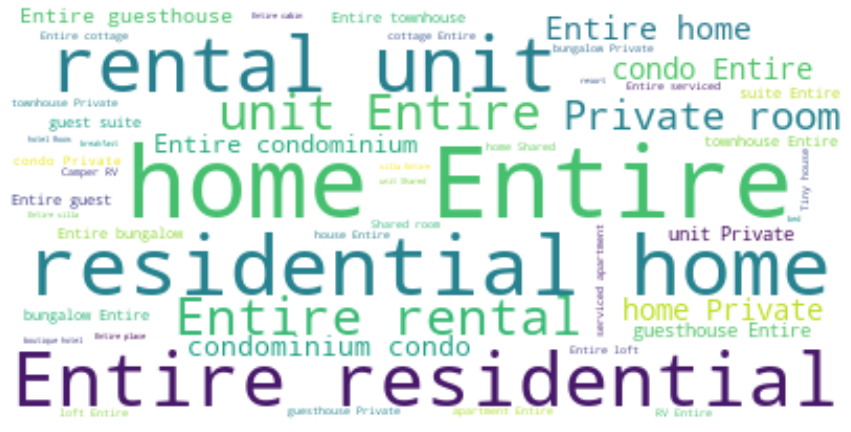 Entire guesthouse
Entire cabin
Entire townhouse
Entire home
Entire cottage
cottage Entire
rental unit
bungalow Private
condo Entire
resort
Entire serviced
suite Entire
townhouse Private
unit Entire
Private room
guest suite
hotel Room
breakfast
Entire condominium
home Shared
townhouse Entire
condo Private
Camper RV
home Entire
villa Entire
unit Shared
Tiny house
Entire guest
Entire villa
Shared room
bed
Entire bungalow
house Entire
unit Private
residential home
serviced apartment
bungalow Entire
Entire rental
home Private
guesthouse Entire
boutique hotel
Entire place
condominium condo
Entire loft
Entire residential
loft Entire
guesthouse Private
apartment Entire
RV Entire